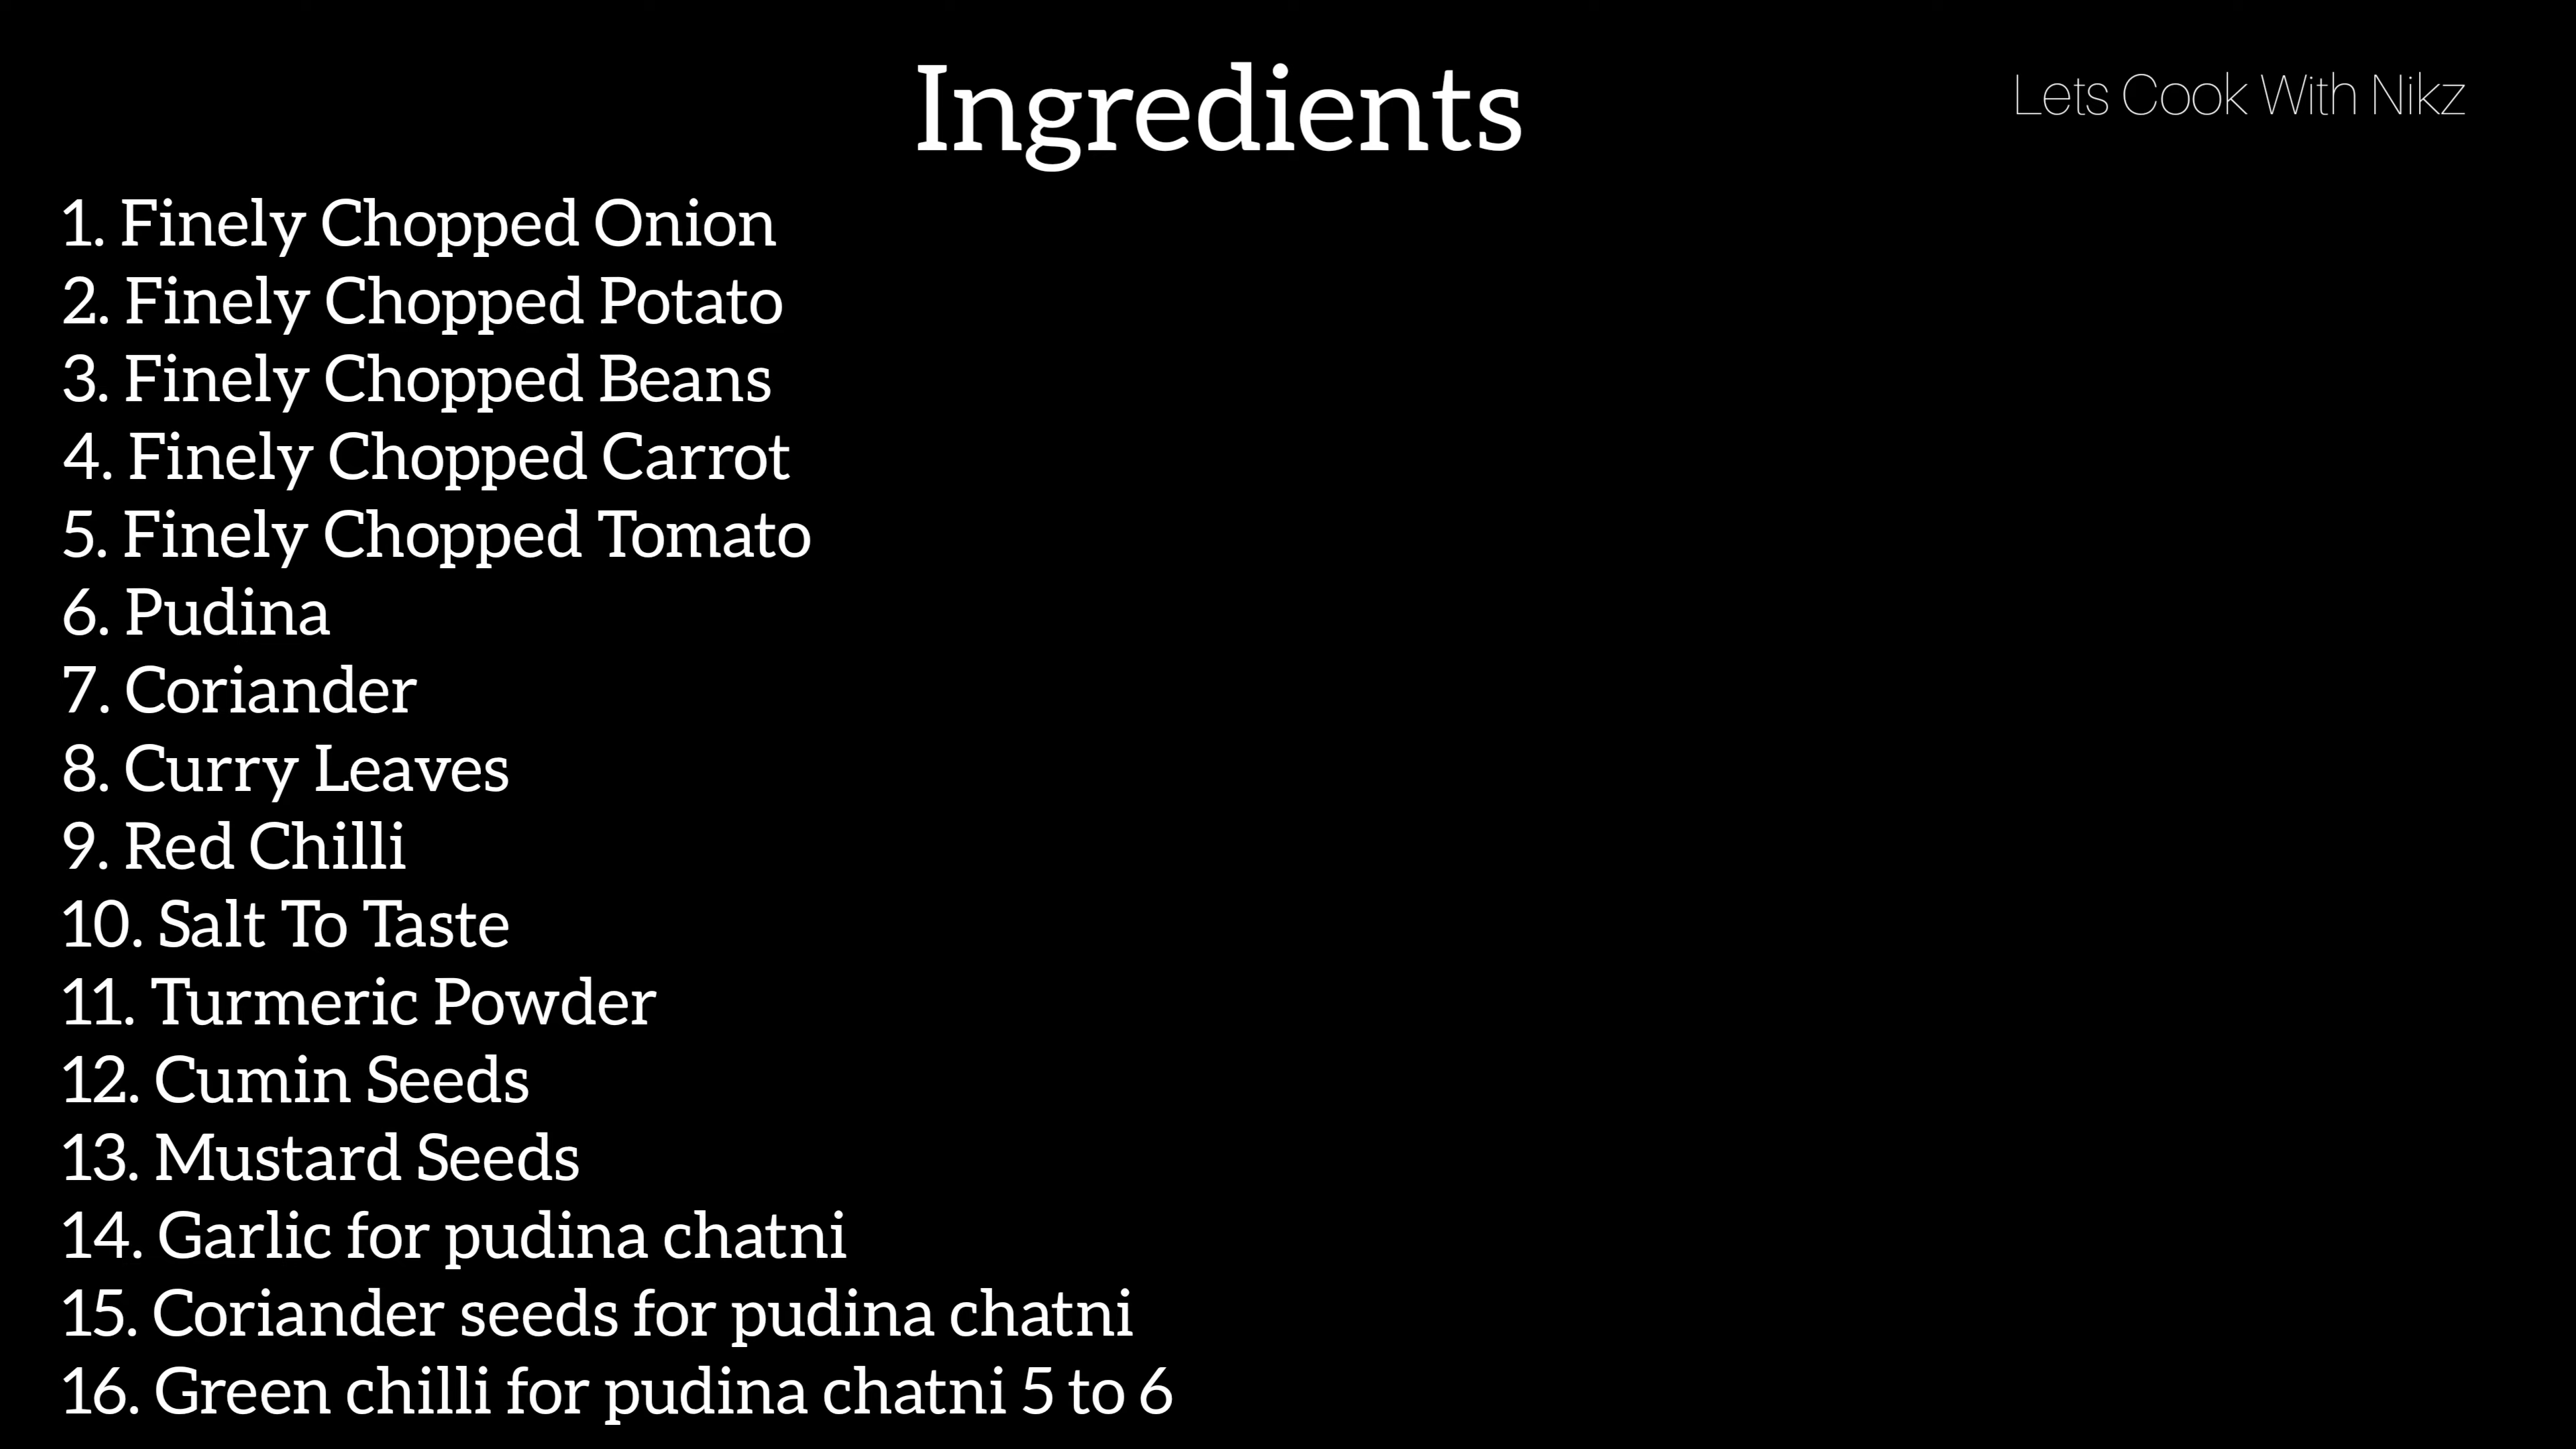 Ingredients
Lets Cook With Nikz
1. Finely Chopped Onion
2. Finely Chopped Potato
3. Finely Chopped Beans
4. Finely Chopped Carrot
5. Finely Chopped Tomato
6. Pudina
7. Coriander
8. Curry Leaves
9. Red Chilli
10. Salt To Taste
11. Turmeric Powder
12. Cumin Seeds
13. Mustard Seeds
14. Garlic for pudina chatni
15. Coriander seeds for pudina chatni
16. Green chilli for pudina chatni 5 to 6